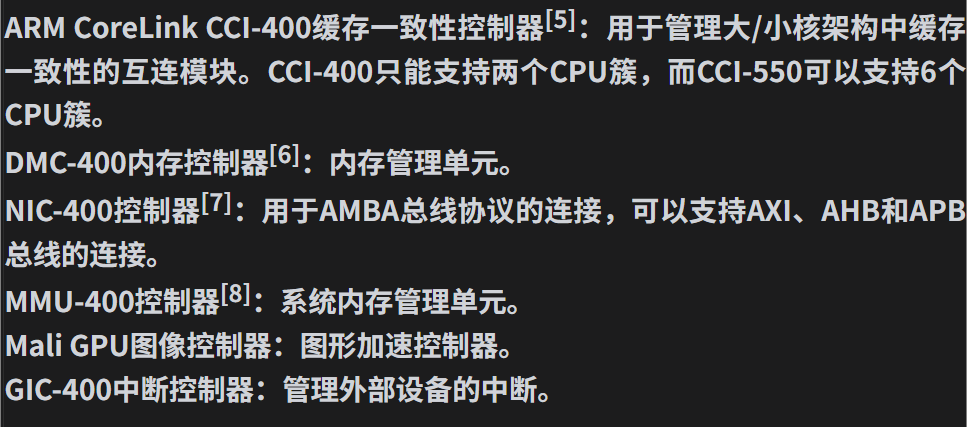 ARM CoreLink CCI-400缓存一致性控制器[5]：用于管理大/小核架构中缓存
一致性的互连模块。CCI-400只能支持两个CPU簇，而CCI-550可以支持6个
CPU簇。
DMC-400内存控制器[6]：内存管理单元。
NIC-400控制器[7]：用于AMBA总线协议的连接，可以支持AXI、AHB和APB
总线的连接。
MMU-400控制器[8]：系统内存管理单元。
Mali GPU图像控制器：图形加速控制器。
GIC-400中断控制器：管理外部设备的中断。